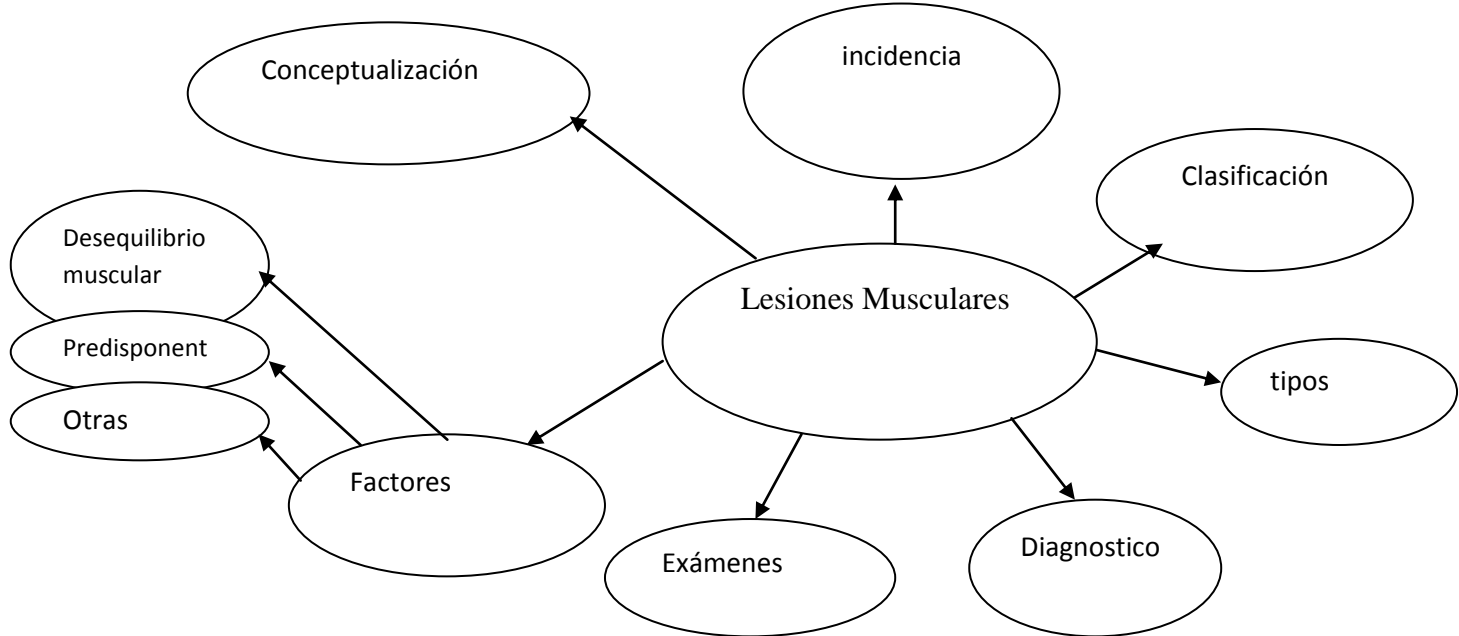 Conceptualización
incidencia
Clasificación
Desequilibrio
muscular
Lesiones Musculares
Predisponent
tipos
Otras
Factores
Exámenes
Diagnostico